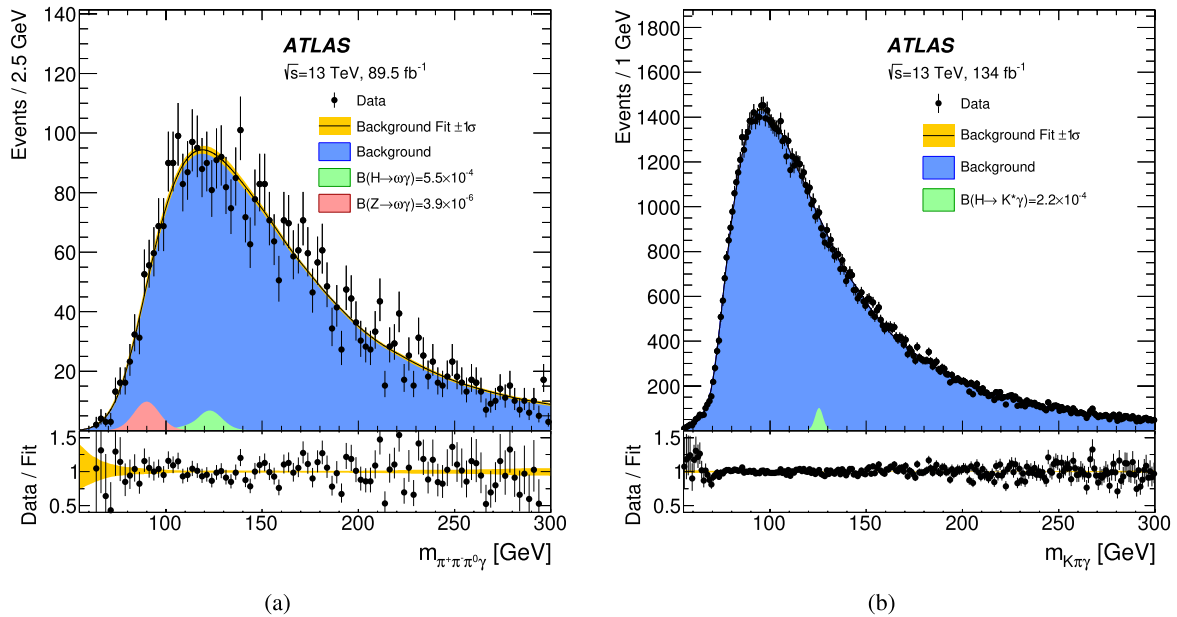 Events / 2.5 GeV
140
120
100
80
60
40
20
ATLAS
√s=13 TeV, 89.5 fb⁻¹
Data
Background Fit ±1σ
Background
B(H→ωγ)=5.5×10⁻⁴
B(Z→ωγ)=3.9×10⁻⁶
Data / Fit
1.5
1.0
0.5
100 150 200 250 300
m_π⁺π⁻π⁰γ [GeV]
(a)
Events / 1 GeV
1800
1600
1400
1200
1000
800
600
400
200
ATLAS
√s=13 TeV, 134 fb⁻¹
Data
Background Fit ±1σ
Background
B(H→ K*γ)=2.2×10⁻⁴
Data / Fit
1.5
1.0
0.5
100 150 200 250 300
m_Kπγ [GeV]
(b)